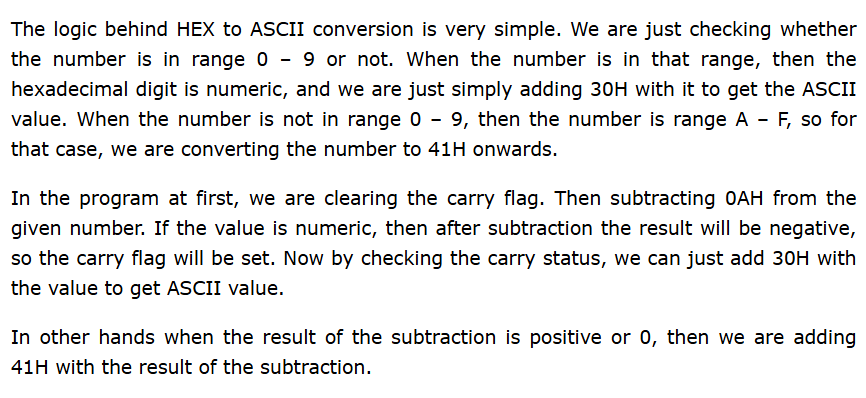 The logic behind HEX to ASCII conversion is very simple. We are just checking whether
the number is in range 0 – 9 or not. When the number is in that range, then the
hexadecimal digit is numeric, and we are just simply adding 30H with it to get the ASCII
value. When the number is not in range 0 – 9, then the number is range A – F, so for
that case, we are converting the number to 41H onwards.
In the program at first, we are clearing the carry flag. Then subtracting 0AH from the
given number. If the value is numeric, then after subtraction the result will be negative,
so the carry flag will be set. Now by checking the carry status, we can just add 30H with
the value to get ASCII value.
In other hands when the result of the subtraction is positive or 0, then we are adding
41H with the result of the subtraction.